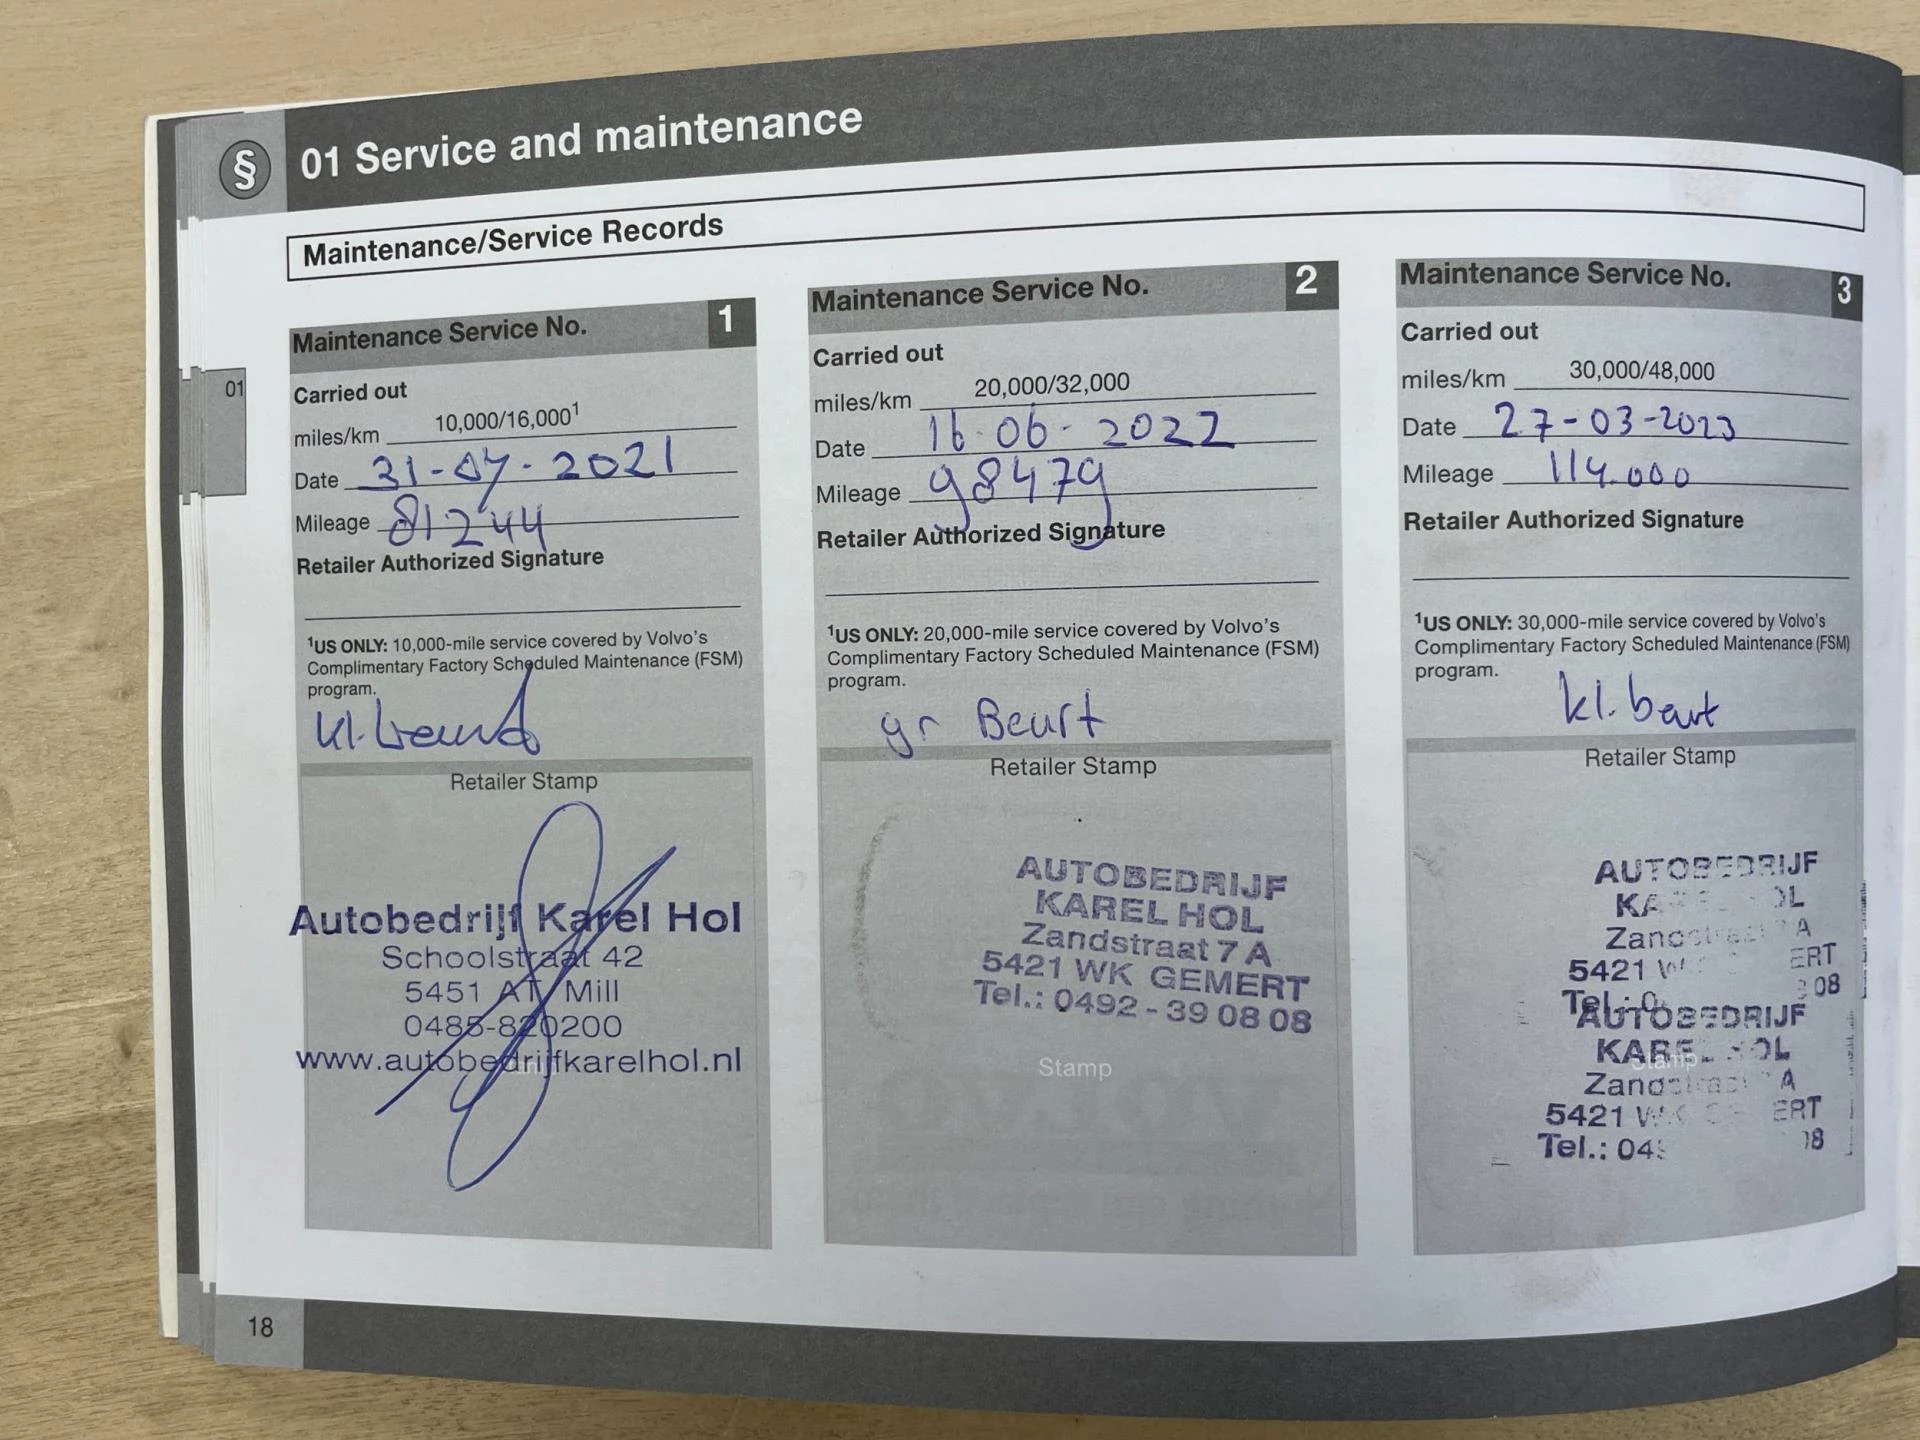 § 01 Service and maintenance
Maintenance/Service Records
01
Maintenance Service No. 1
Carried out
miles/km 10,000/16,000¹
Date 31-07-2021
Mileage 81244
Retailer Authorized Signature
¹US ONLY: 10,000-mile service covered by Volvo's
Complimentary Factory Scheduled Maintenance (FSM)
program.
kl.
Retailer Stamp
Autobedrijf Karel Hol
Schoolstraat 42
5451 AT Mill
0485-820200
www.autobedrijfkarelhol.nl
Maintenance Service No. 2
Carried out
miles/km 20,000/32,000
Date 16-06-2022
Mileage 98479
Retailer Authorized Signature
¹US ONLY: 20,000-mile service covered by Volvo's
Complimentary Factory Scheduled Maintenance (FSM)
program.
gr Beurt
Retailer Stamp
AUTOBEDRIJF
KAREL HOL
Zandstraat 7 A
5421 WK GEMERT
Tel.: 0492 - 39 08 08
Stamp
Maintenance Service No. 3
Carried out
miles/km 30,000/48,000
Date 27-03-2023
Mileage 114.000
Retailer Authorized Signature
¹US ONLY: 30,000-mile service covered by Volvo's
Complimentary Factory Scheduled Maintenance (FSM)
program.
kl. beurt
Retailer Stamp
AUTOBEDRIJF
5421
Tel.:
AUTOBEDRIJF
5421
Tel.:
Stamp
18